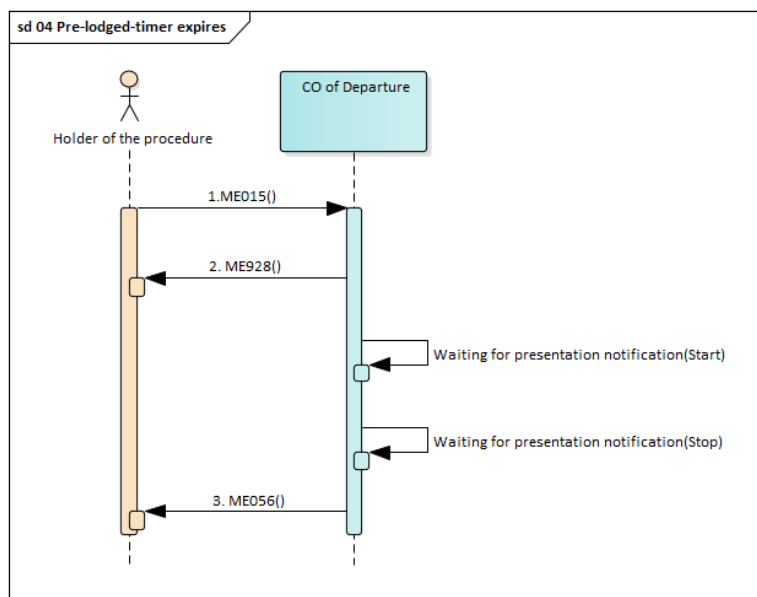 sd 04 Pre-lodged-timer expires
CO of Departure
Holder of the procedure
1.ME015()
2. ME928()
Waiting for presentation notification(Start)
Waiting for presentation notification(Stop)
3. ME056()